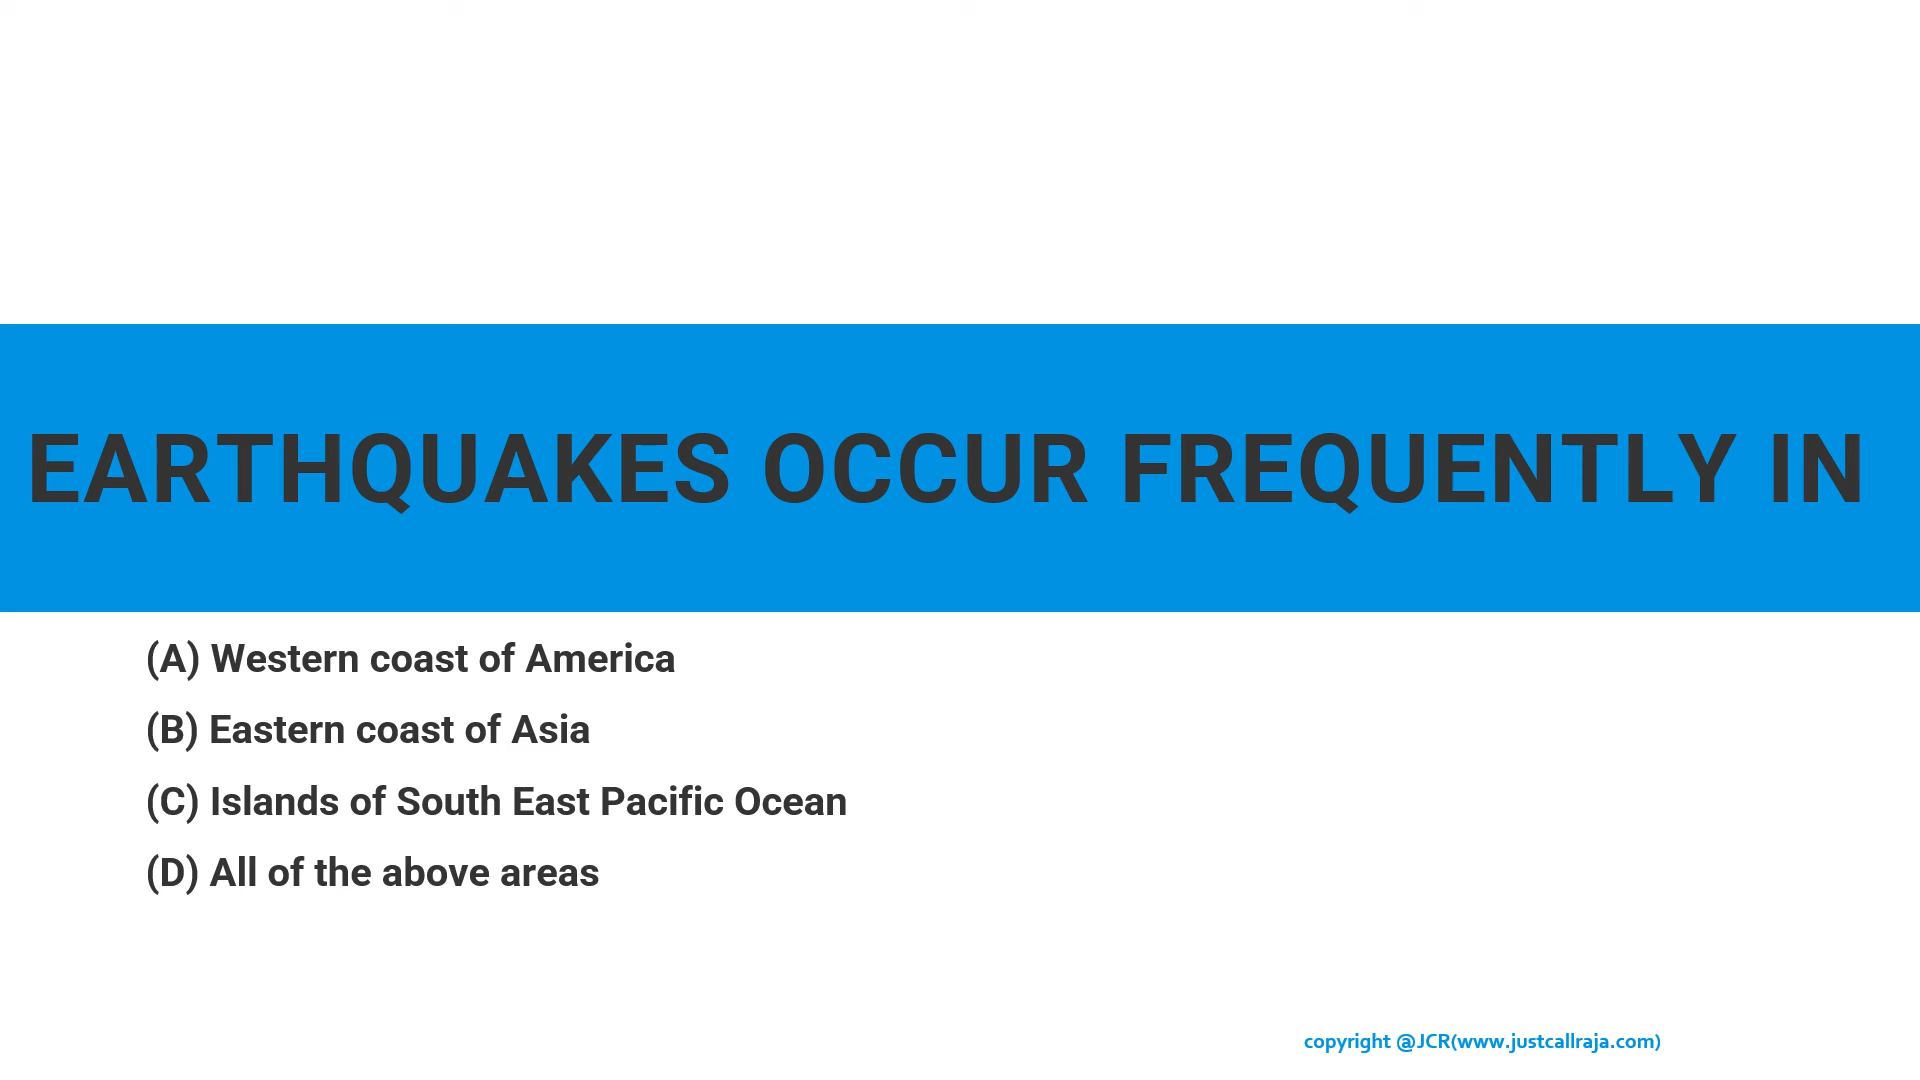 EARTHQUAKES OCCUR FREQUENTLY IN
(A) Western coast of America
(B) Eastern coast of Asia
(C) Islands of South East Pacific Ocean
(D) All of the above areas
copyright @JCR(www.justcallraja.com)